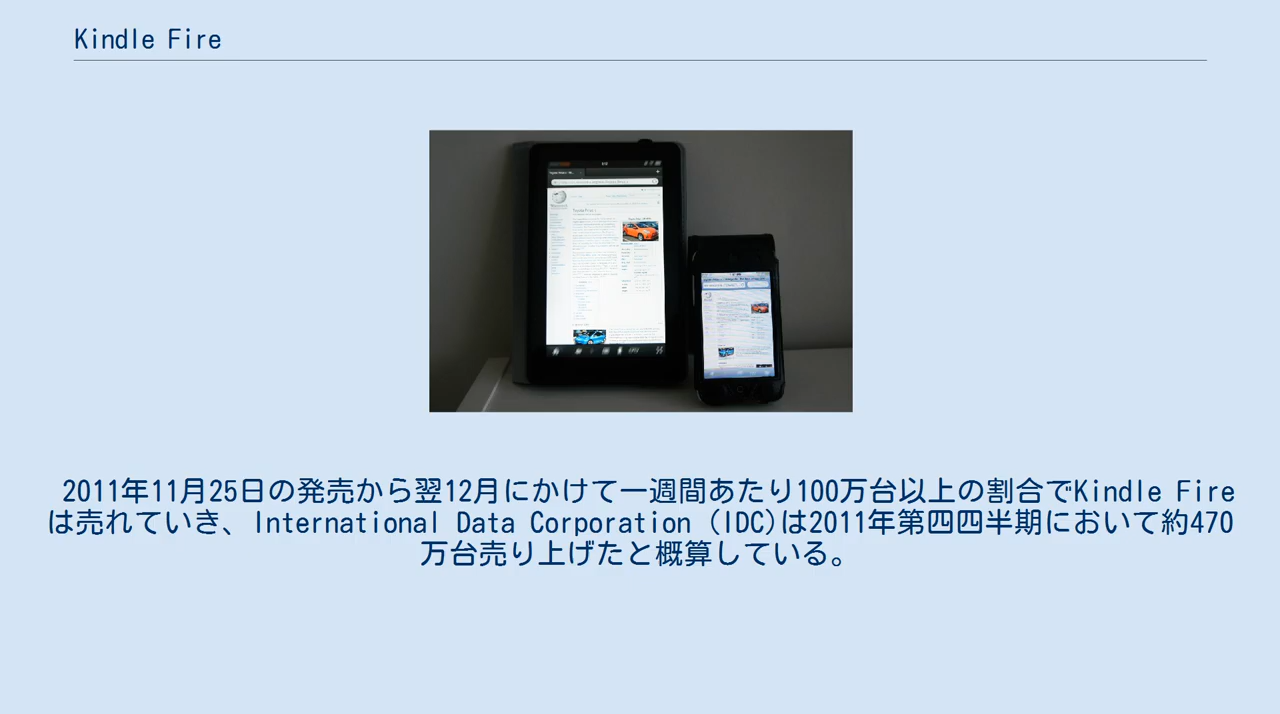 Kindle Fire
2011年11月25日の発売から翌12月にかけて一週間あたり100万台以上の割合でKindle Fire
は売れていき、International Data Corporation (IDC)は2011年第四四半期において約470
万台売り上げたと概算している。